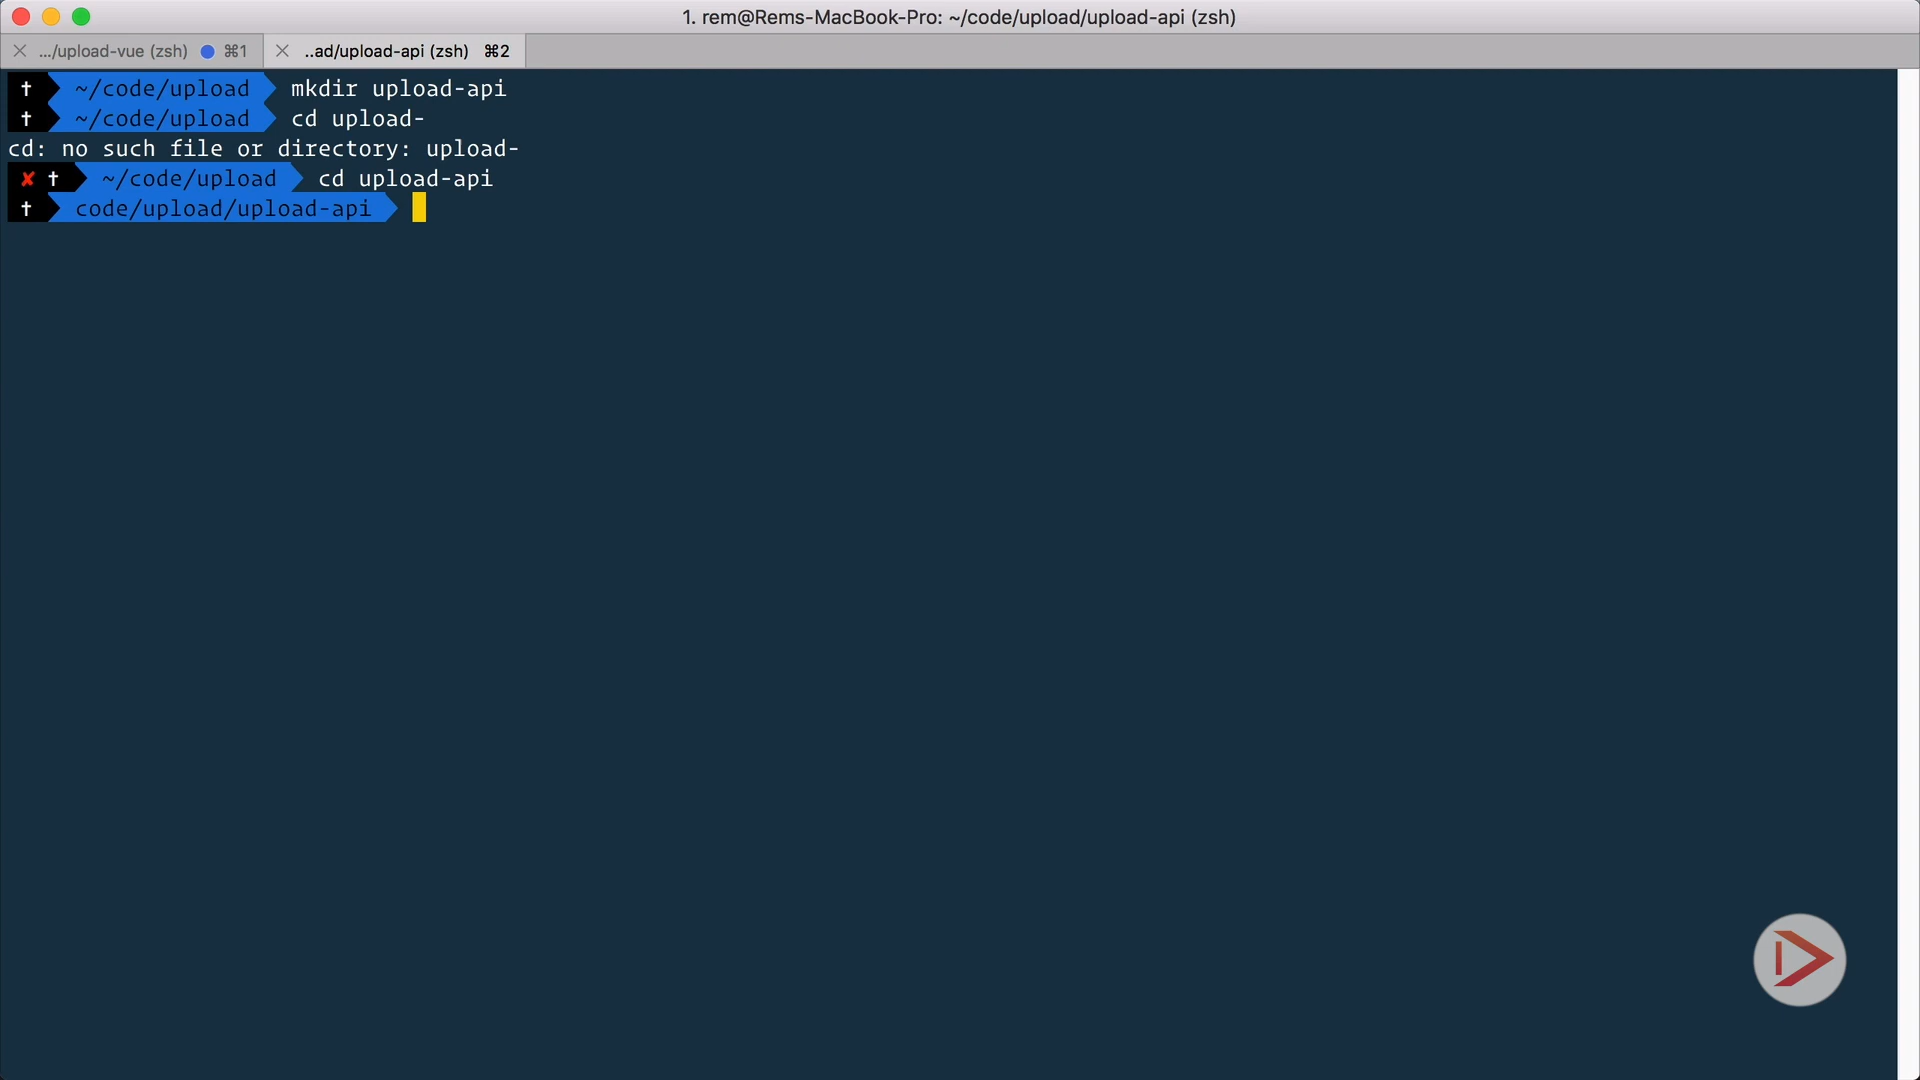 1. rem@Rems-MacBook-Pro: ~/code/upload/upload-api (zsh)
.../upload-vue (zsh) ⌘1 ..ad/upload-api (zsh) ⌘2
† ~/code/upload mkdir upload-api
† ~/code/upload cd upload-
cd: no such file or directory: upload-
✘ † ~/code/upload cd upload-api
† code/upload/upload-api